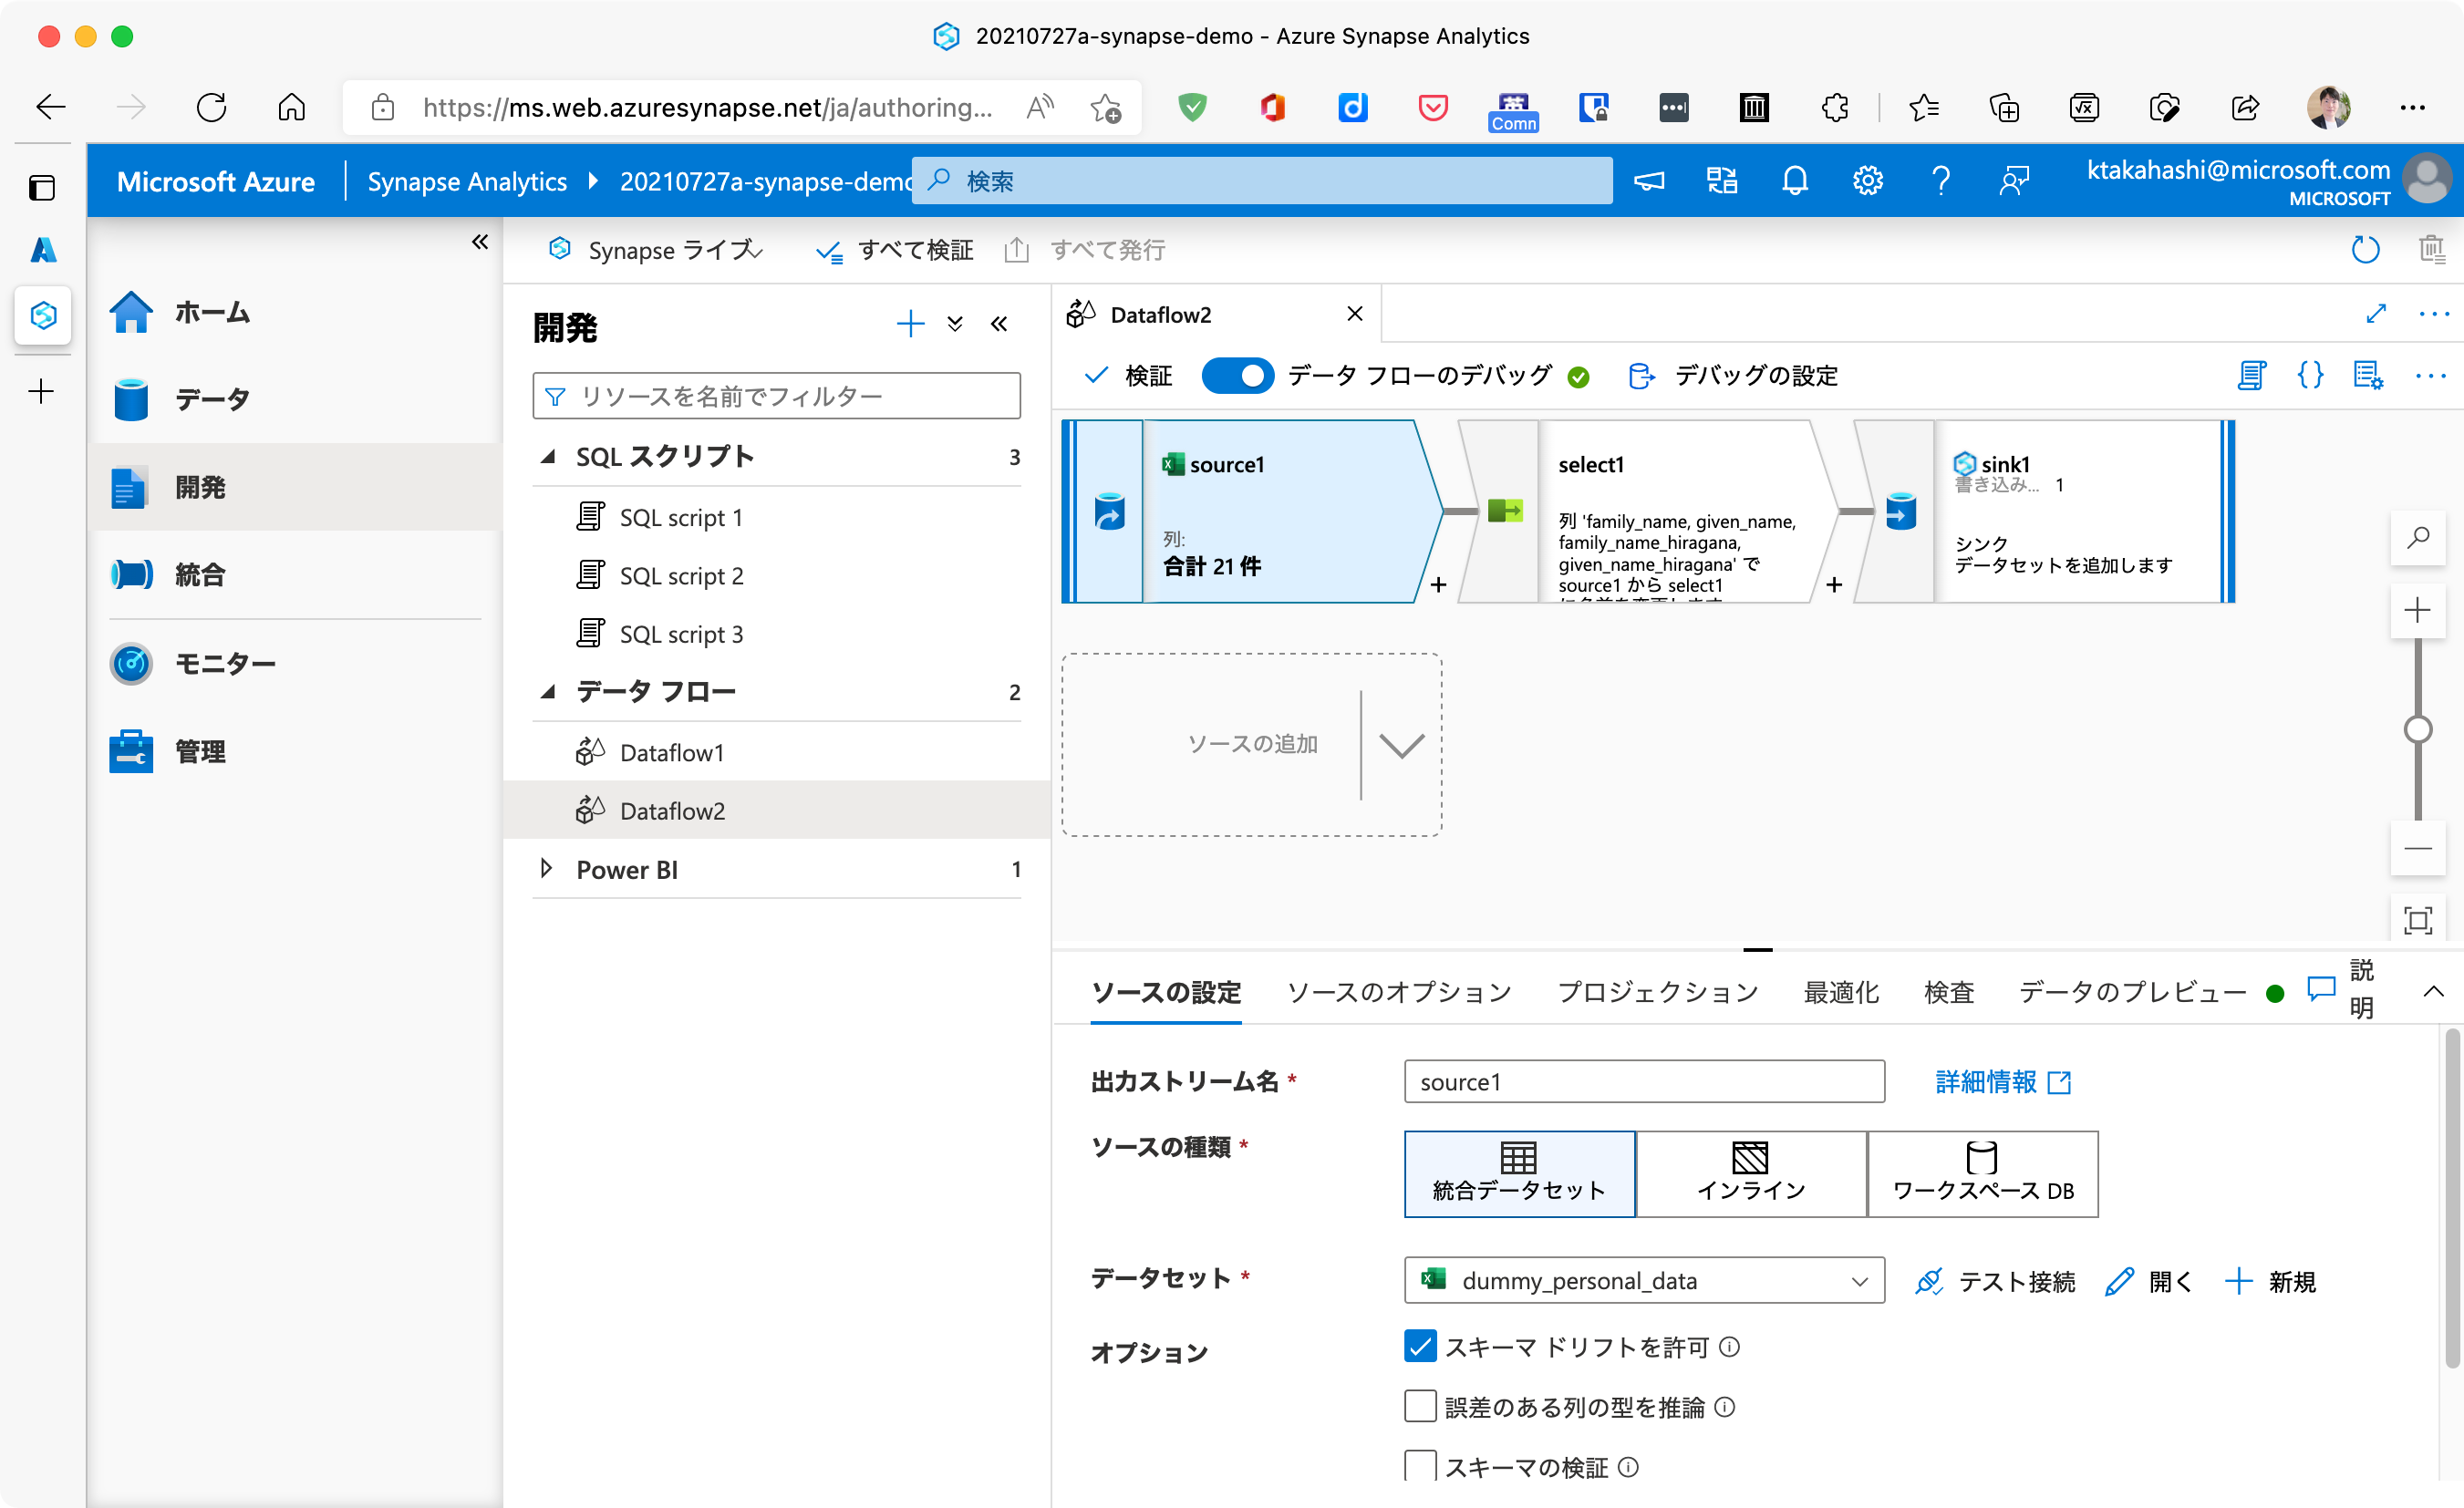 20210727a-synapse-demo - Azure Synapse Analytics
https://ms.web.azuresynapse.net/ja/authoring...
英
Comn
Microsoft Azure
Synapse Analytics
20210727a-synapse-demo
検索
ktakahashi@microsoft.com
MICROSOFT
Synapse ライブ
すべて検証
すべて発行
ホーム
データ
開発
統合
モニター
管理
開発
リソースを名前でフィルター
SQL スクリプト 3
SQL script 1
SQL script 2
SQL script 3
データ フロー 2
Dataflow1
Dataflow2
Power BI 1
Dataflow2
検証
データ フローのデバッグ
デバッグの設定
source1
列:
合計 21 件
select1
列 'family_name, given_name,
family_name_hiragana,
given_name_hiragana' で
source1 から select1
に名前を変更します
sink1
書き込み... 1
シンク
データセットを追加します
ソースの追加
ソースの設定
ソースのオプション
プロジェクション
最適化
検査
データのプレビュー
説明
出力ストリーム名 *
source1
詳細情報
ソースの種類 *
統合データセット
インライン
ワークスペース DB
データセット *
dummy_personal_data
テスト接続
開く
新規
オプション
スキーマ ドリフトを許可
誤差のある列の型を推論
スキーマの検証